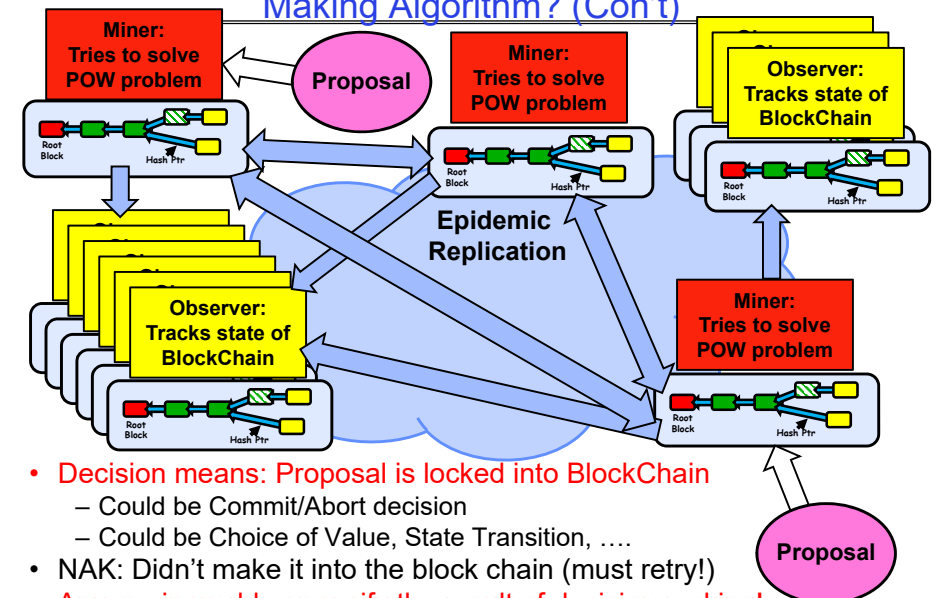 Making Algorithm? (Con't)
Miner:
Tries to solve
POW problem
Proposal
Miner:
Tries to solve
POW problem
Observer:
Tracks state of
BlockChain
Root
Block
Hash Ptr
Root
Block
Hash Ptr
Root
Block
Hash Ptr
Epidemic
Replication
Observer:
Tracks state of
BlockChain
Miner:
Tries to solve
POW problem
Root
Block
Hash Ptr
Root
Block
Hash Ptr
• Decision means: Proposal is locked into BlockChain
– Could be Commit/Abort decision
– Could be Choice of Value, State Transition, ….
• NAK: Didn't make it into the block chain (must retry!)
Proposal